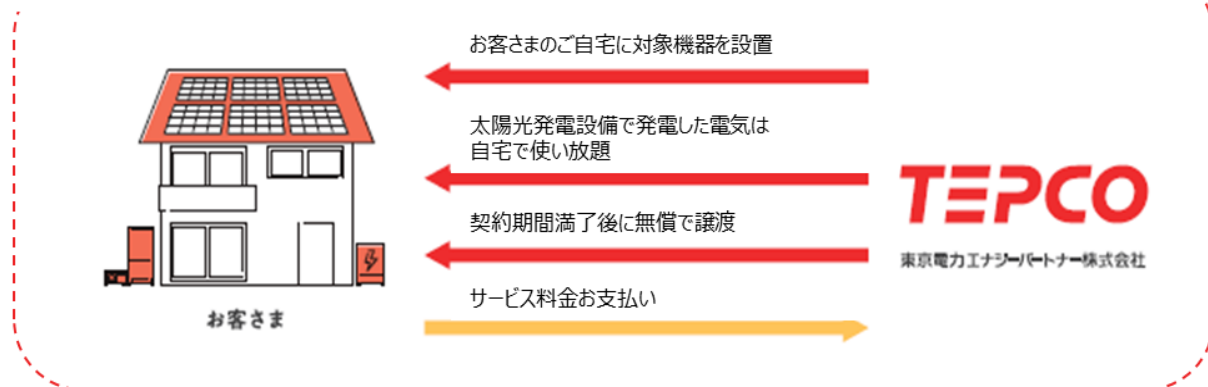 お客さまのご自宅に対象機器を設置
太陽光発電設備で発電した電気は
自宅で使い放題
契約期間満了後に無償で譲渡
サービス料金お支払い
お客さま
TEPCO
東京電力エナジーパートナー株式会社